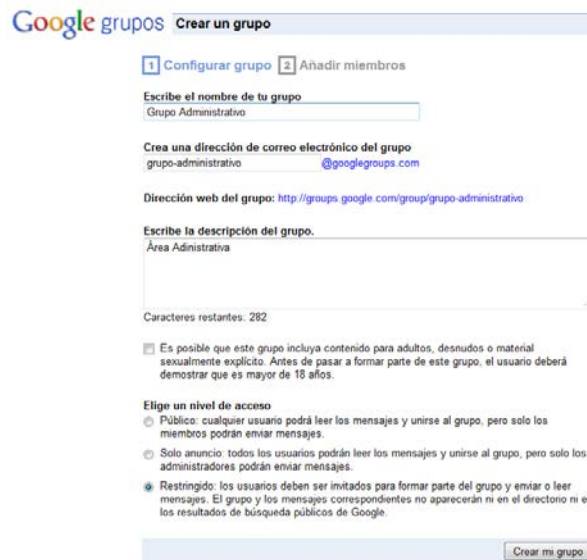 Google grupos Crear un grupo
1 Configurar grupo 2 Añadir miembros
Escribe el nombre de tu grupo
Grupo Administrativo
Crea una dirección de correo electrónico del grupo
grupo-administrativo @googlegroups.com
Dirección web del grupo: http://groups.google.com/group/grupo-administrativo
Escribe la descripción del grupo.
Área Adinistrativa
Caracteres restantes: 282
Es posible que este grupo incluya contenido para adultos, desnudos o material
sexualmente explícito. Antes de pasar a formar parte de este grupo, el usuario deberá
demostrar que es mayor de 18 años.
Elige un nivel de acceso
Público: cualquier usuario podrá leer los mensajes y unirse al grupo, pero solo los
miembros podrán enviar mensajes.
Solo anuncio: todos los usuarios podrán leer los mensajes y unirse al grupo, pero solo los
administradores podrán enviar mensajes.
Restringido: los usuarios deben ser invitados para formar parte del grupo y enviar o leer
mensajes. El grupo y los mensajes correspondientes no aparecerán ni en el directorio ni e
los resultados de búsqueda públicos de Google.
Crear mi grupo